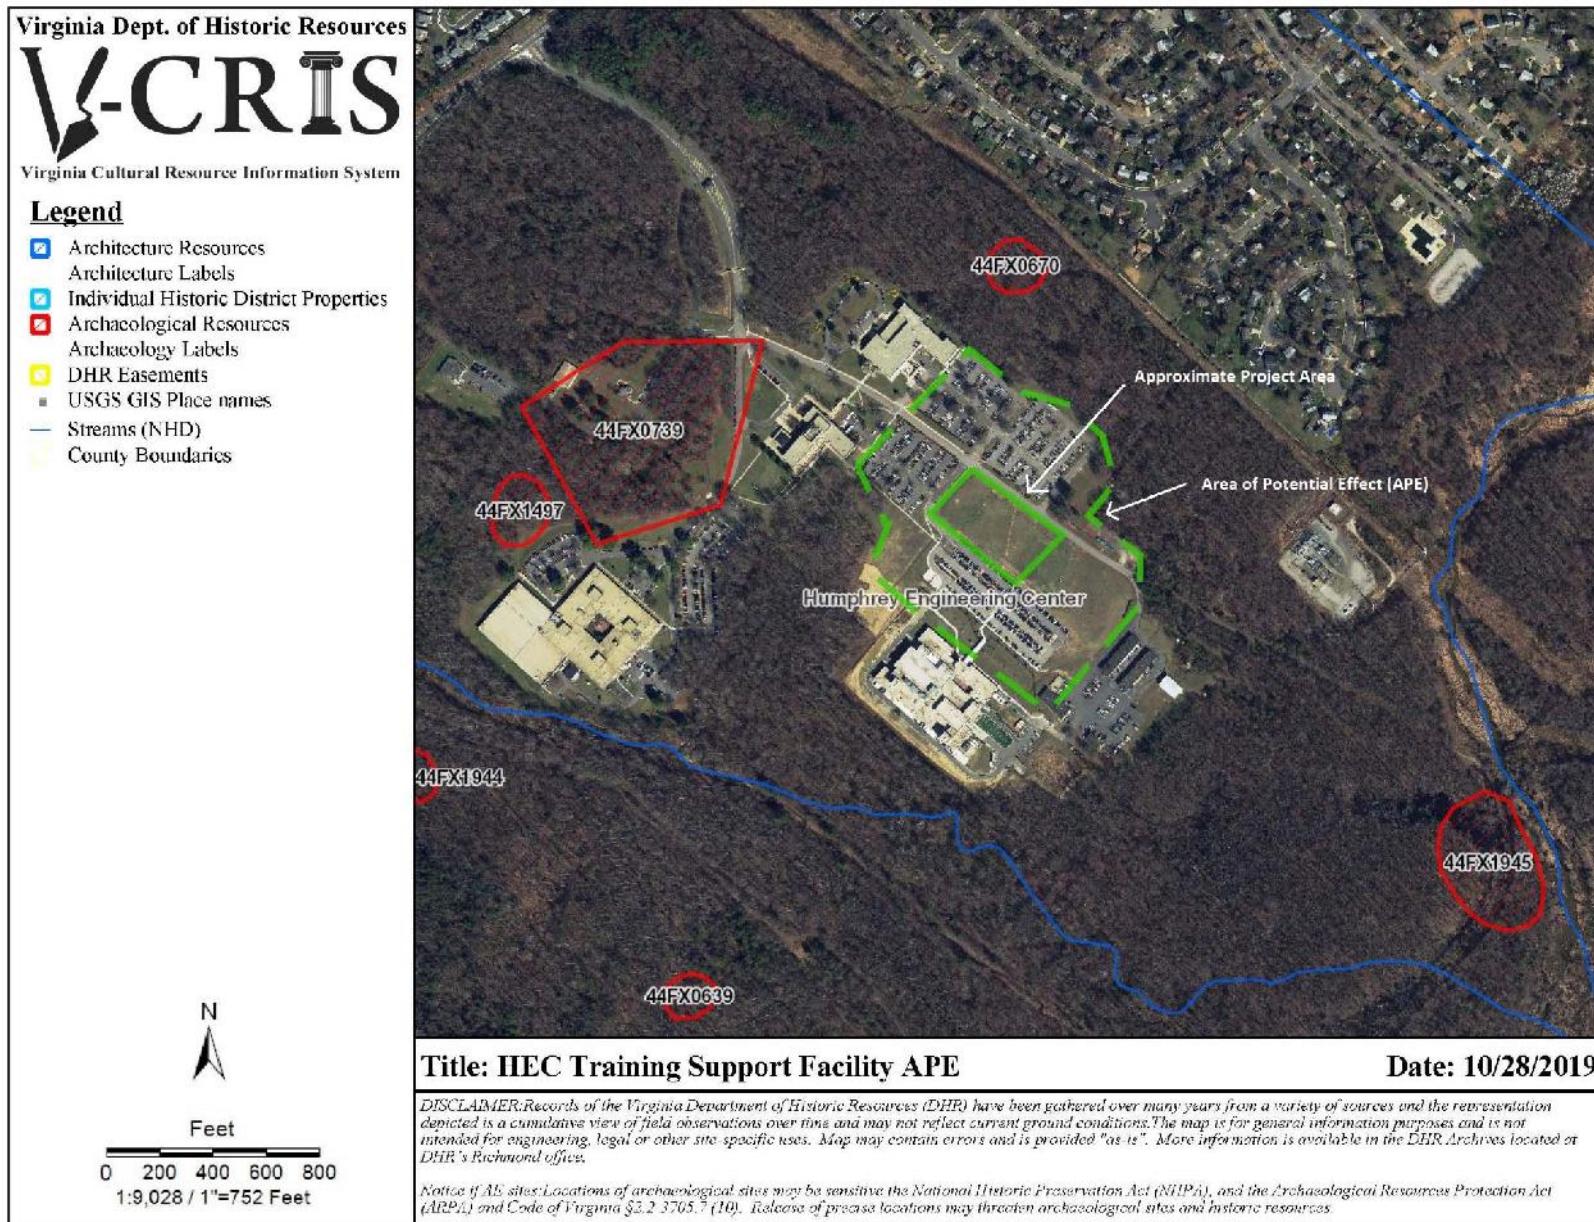 Virginia Dept. of Historic Resources
V-CRIS
Virginia Cultural Resource Information System
Legend
Architecture Resources
Architecture Labels
Individual Historic District Properties
Archaeological Resources
Archaeology Labels
DHR Easements
USGS GIS Place names
Streams (NHD)
County Boundaries
N
Feet
0 200 400 600 800
1:9,028 / 1"=752 Feet
44FX0670
Approximate Project Area
44FX0739
Area of Potential Effect (APE)
44FX1497
Humphrey Engineering Center
44FX1944
44FX1945
44FX0639
Title: HEC Training Support Facility APE
Date: 10/28/2019
DISCLAIMER:Records of the Virginia Department of Historic Resources (DHR) have been gathered over many years from a variety of sources and the representation
depicted is a cumulative view of field observations over time and may not reflect current ground conditions.The map is for general information purposes and is not
intended for engineering, legal or other site-specific uses. Map may contain errors and is provided "as-is". More information is available in the DHR Archives located at
DHR's Richmond office.
Notice if AE sites:Locations of archaeological sites may be sensitive the National Historic Preservation Act (NHPA), and the Archaeological Resources Protection Act
(ARPA) and Code of Virginia §2.2-3705.7 (10). Release of precise locations may threaten archaeological sites and historic resources.